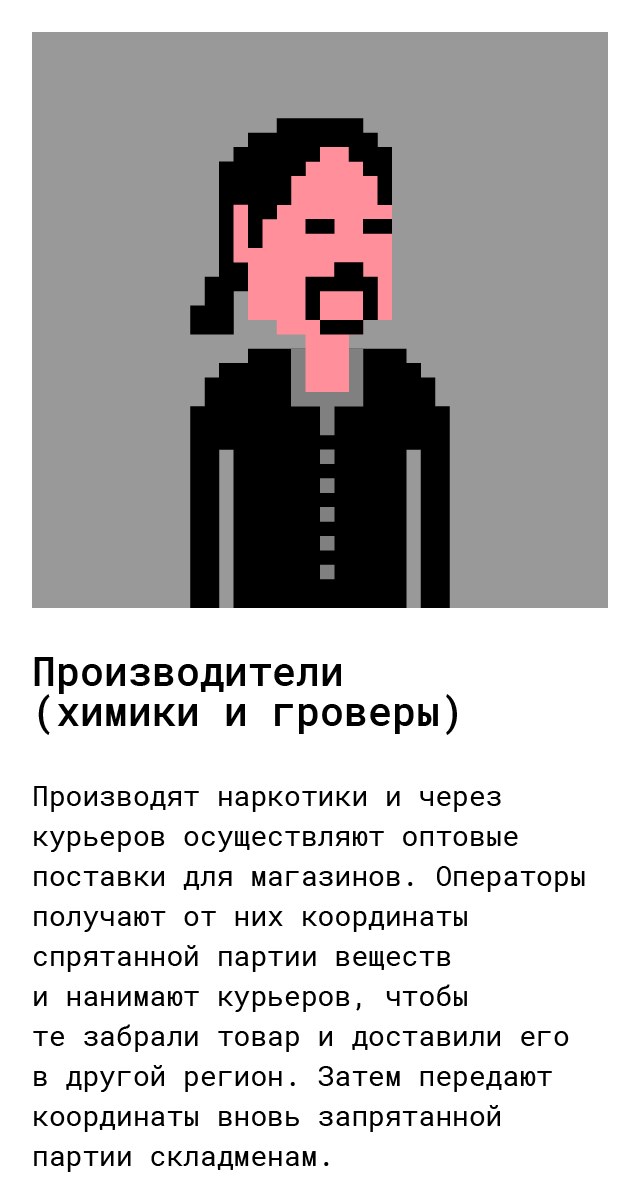 Производители
(химики и гроверы)
Производят наркотики и через
курьеров осуществляют оптовые
поставки для магазинов. Операторы
получают от них координаты
спрятанной партии веществ
и нанимают курьеров, чтобы
те забрали товар и доставили его
в другой регион. Затем передают
координаты вновь запрятанной
партии складменам.